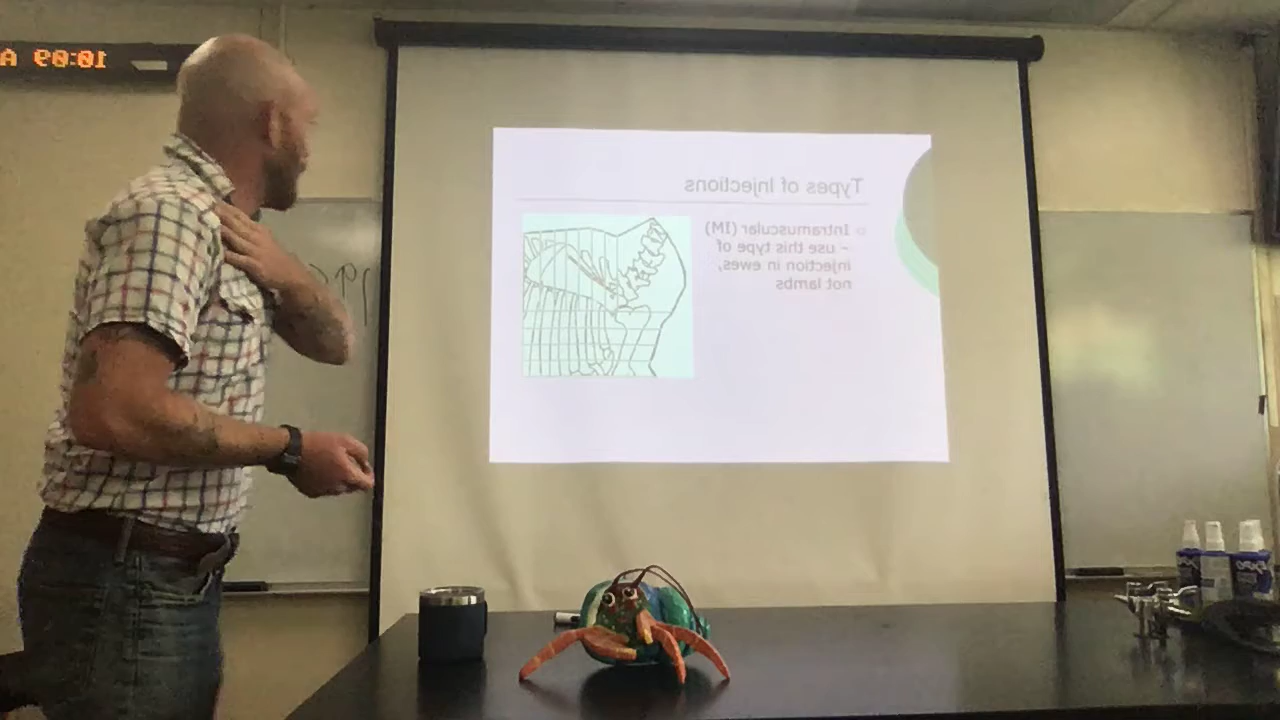 10:09 A
Types of Injections
Intramuscular (IM)
– use this type of
injection in ewes,
not lambs